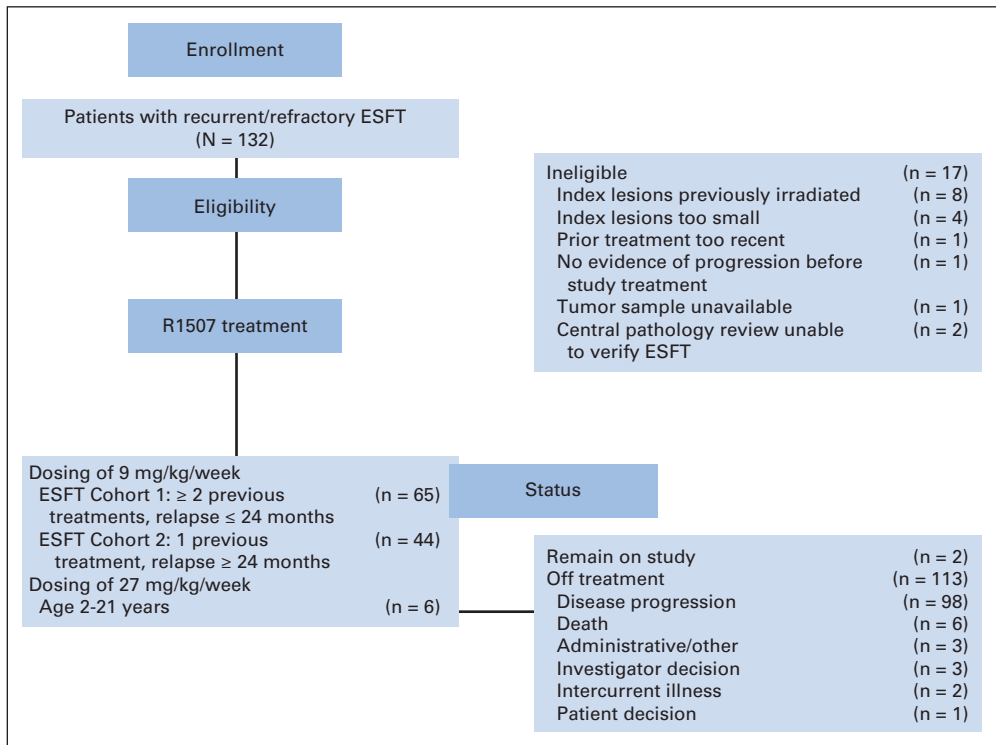 Enrollment
Patients with recurrent/refractory ESFT
(N = 132)
Eligibility
R1507 treatment
Ineligible (n = 17)
Index lesions previously irradiated (n = 8)
Index lesions too small (n = 4)
Prior treatment too recent (n = 1)
No evidence of progression before (n = 1)
study treatment
Tumor sample unavailable (n = 1)
Central pathology review unable (n = 2)
to verify ESFT
Dosing of 9 mg/kg/week
ESFT Cohort 1: ≥ 2 previous (n = 65)
treatments, relapse ≤ 24 months
ESFT Cohort 2: 1 previous (n = 44)
treatment, relapse ≥ 24 months
Dosing of 27 mg/kg/week
Age 2-21 years (n = 6)
Status
Remain on study (n = 2)
Off treatment (n = 113)
Disease progression (n = 98)
Death (n = 6)
Administrative/other (n = 3)
Investigator decision (n = 3)
Intercurrent illness (n = 2)
Patient decision (n = 1)